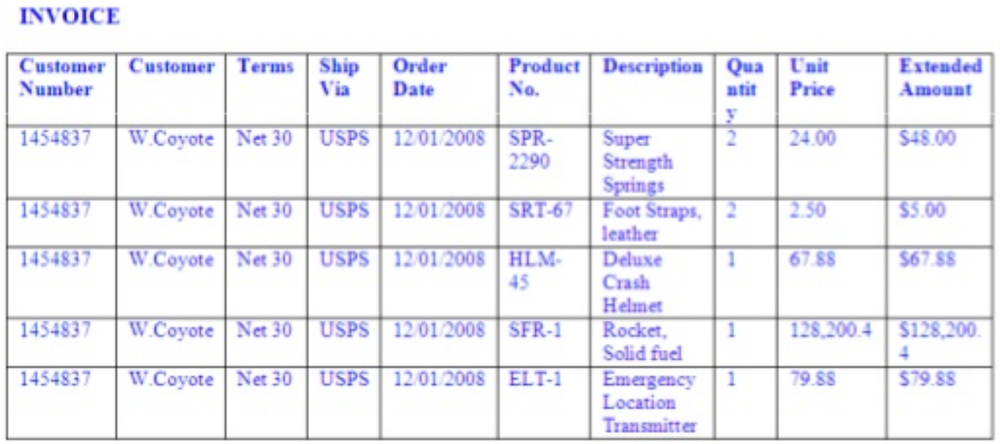 INVOICE
Customer Number | Customer | Terms | Ship Via | Order Date | Product No. | Description | Quantity | Unit Price | Extended Amount
1454837 | W.Coyote | Net 30 | USPS | 12/01/2008 | SPR-2290 | Super Strength Springs | 2 | 24.00 | $48.00
1454837 | W.Coyote | Net 30 | USPS | 12/01/2008 | SRT-67 | Foot Straps, leather | 2 | 2.50 | $5.00
1454837 | W.Coyote | Net 30 | USPS | 12/01/2008 | HLM-45 | Deluxe Crash Helmet | 1 | 67.88 | $67.88
1454837 | W.Coyote | Net 30 | USPS | 12/01/2008 | SFR-1 | Rocket, Solid fuel | 1 | 128,200.4 | $128,200.4
1454837 | W.Coyote | Net 30 | USPS | 12/01/2008 | ELT-1 | Emergency Location Transmitter | 1 | 79.88 | $79.88